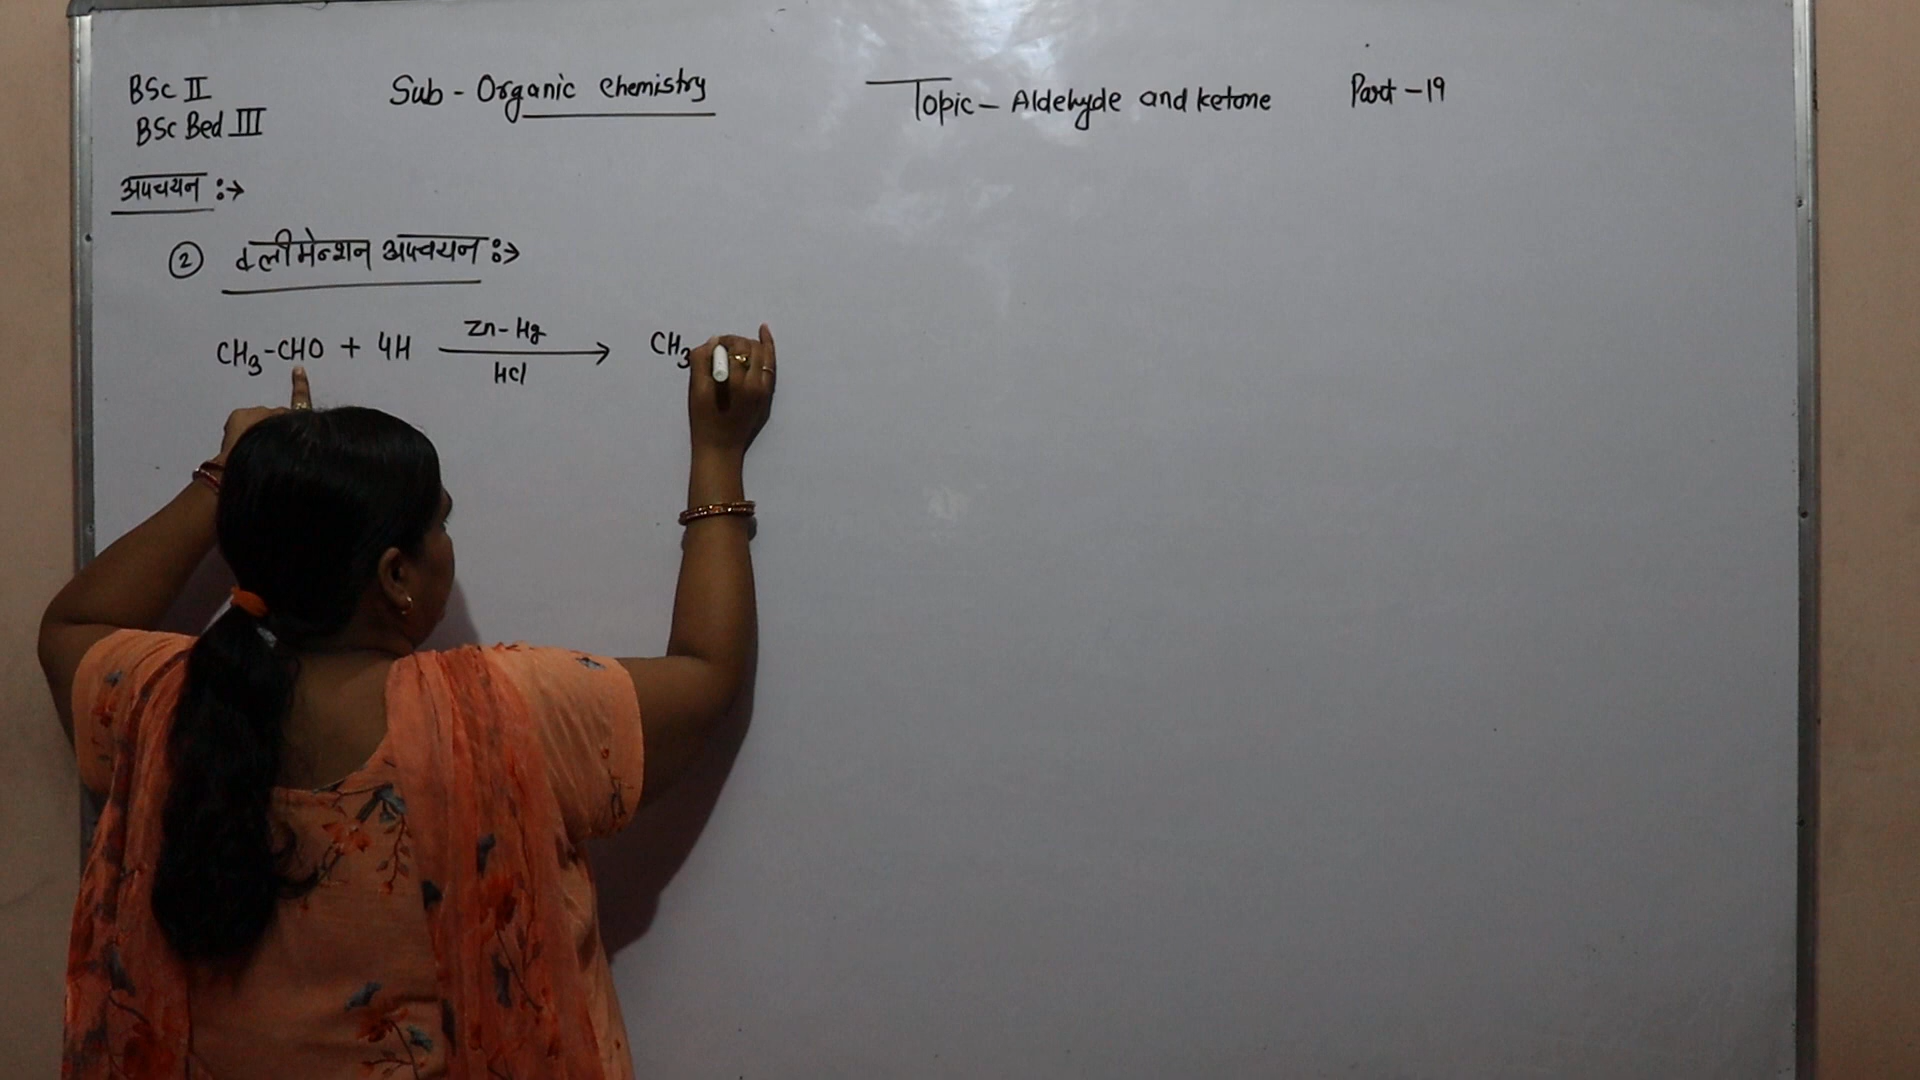 BSc II Sub - Organic chemistry Topic - Aldehyde and ketone Part - 19
BSc Bed III
अपचयन :→
② क्लीमेन्शन अपचयन :→
CH₃-CHO + 4H Zn-Hg HCl → CH₃